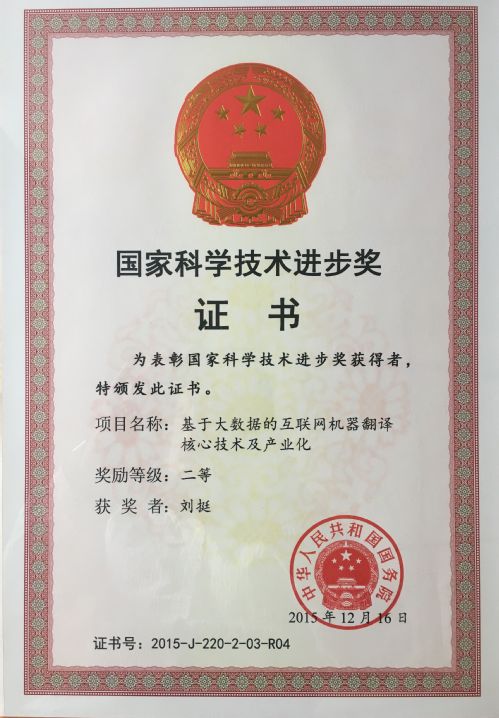 国家科学技术进步奖
证书
为表彰国家科学技术进步奖获得者，
特颁发此证书。
项目名称：基于大数据的互联网机器翻译
核心技术及产业化
奖励等级：二等
获奖者：刘挺
中华人民共和国国务院
2015年12月16日
证书号：2015-J-220-2-03-R04